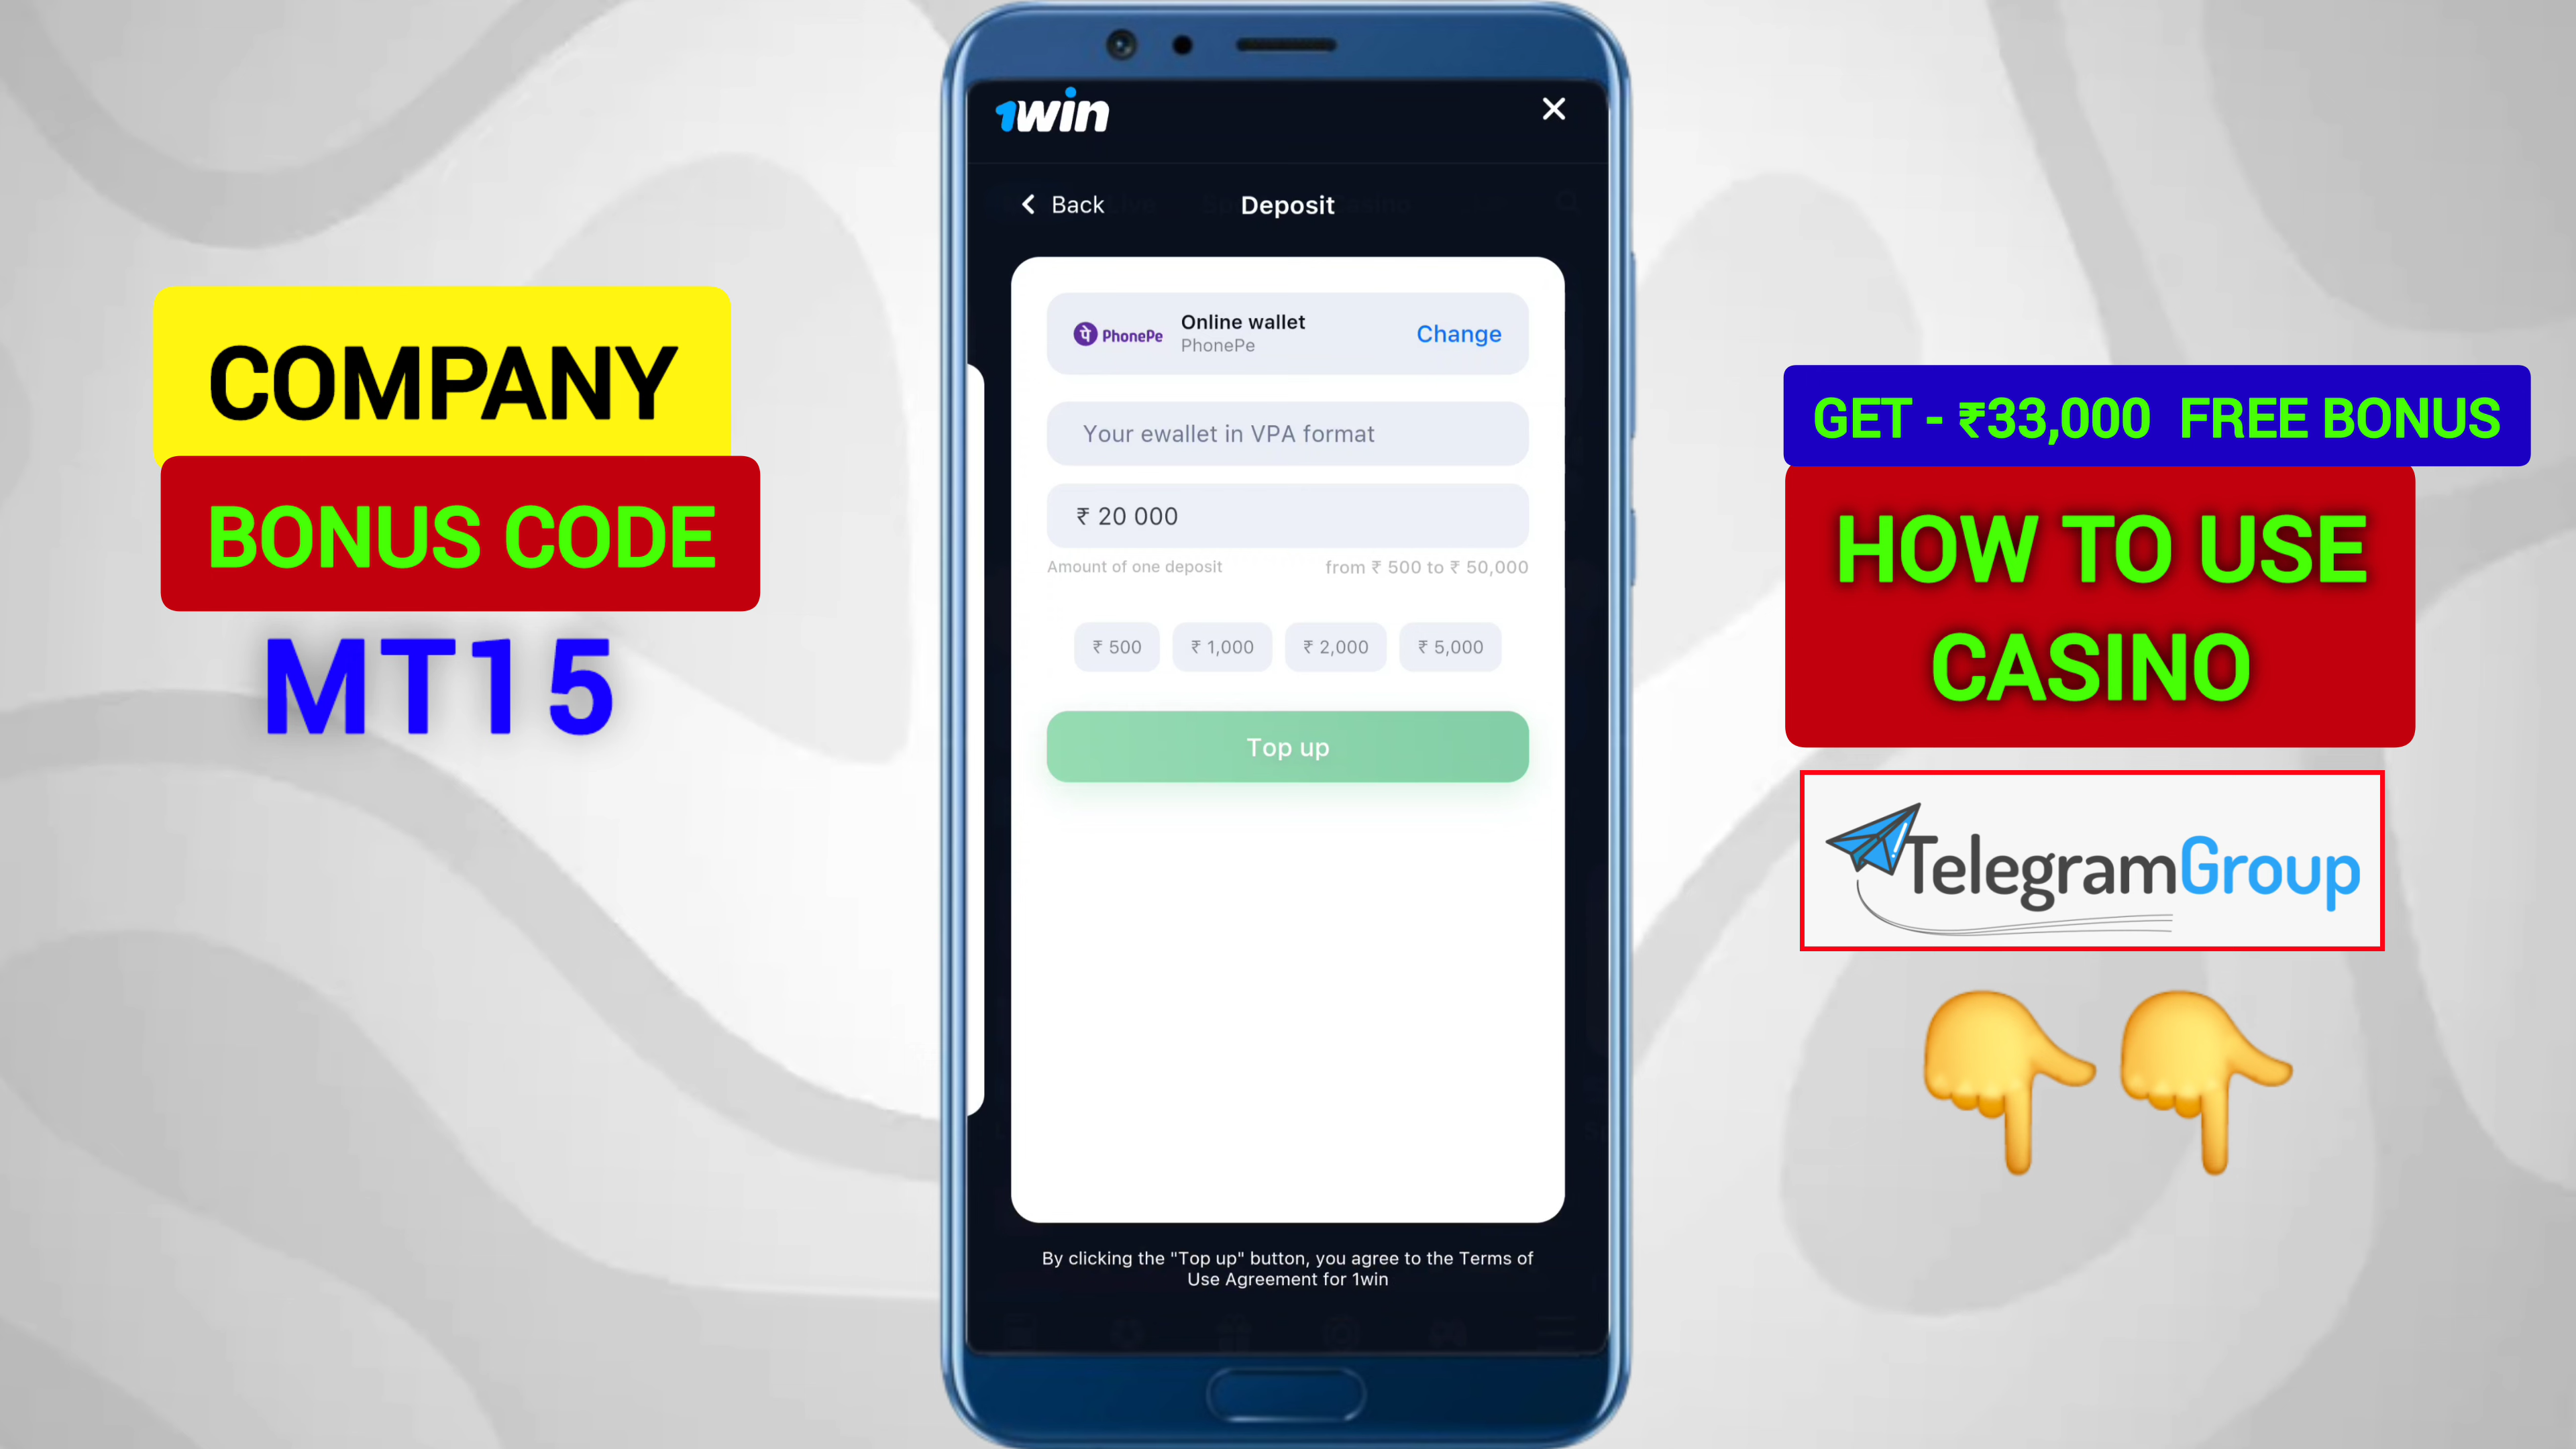 COMPANY
BONUS CODE
MT15
1win
Back
Deposit
पे PhonePe
Online wallet
PhonePe
Change
Your ewallet in VPA format
₹ 20 000
Amount of one deposit
from ₹ 500 to ₹ 50,000
₹ 500
₹ 1,000
₹ 2,000
₹ 5,000
Top up
By clicking the "Top up" button, you agree to the Terms of
Use Agreement for 1win
GET - ₹33,000 FREE BONUS
HOW TO USE
CASINO
TelegramGroup